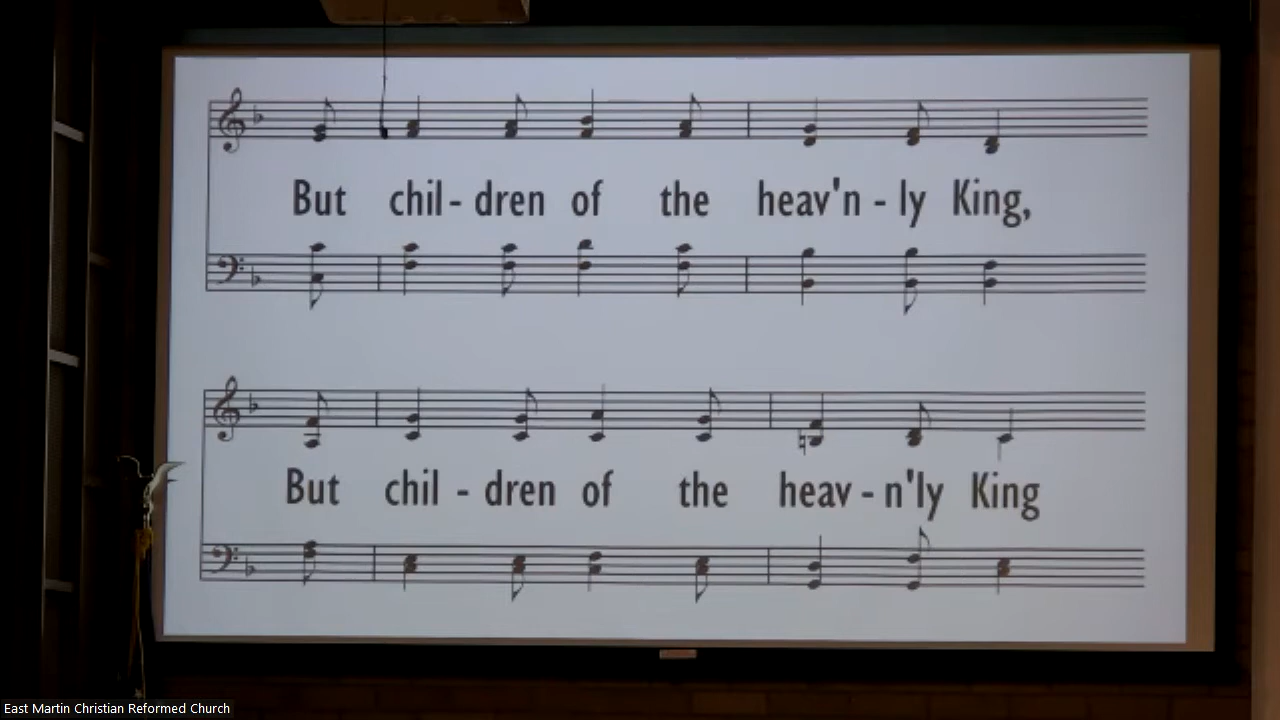 But chil - dren of the heav'n - ly King,
But chil - dren of the heav - n'ly King
East Martin Christian Reformed Church